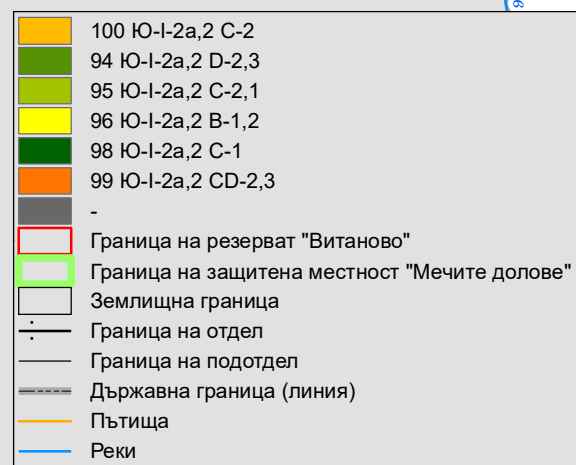 100 Ю-I-2а,2 С-2
94 Ю-I-2а,2 D-2,3
95 Ю-I-2а,2 С-2,1
96 Ю-I-2а,2 В-1,2
98 Ю-I-2а,2 С-1
99 Ю-I-2а,2 CD-2,3
-
Граница на резерват "Витаново"
Граница на защитена местност "Мечите долове"
Землищна граница
Граница на отдел
Граница на подотдел
Държавна граница (линия)
Пътища
Реки